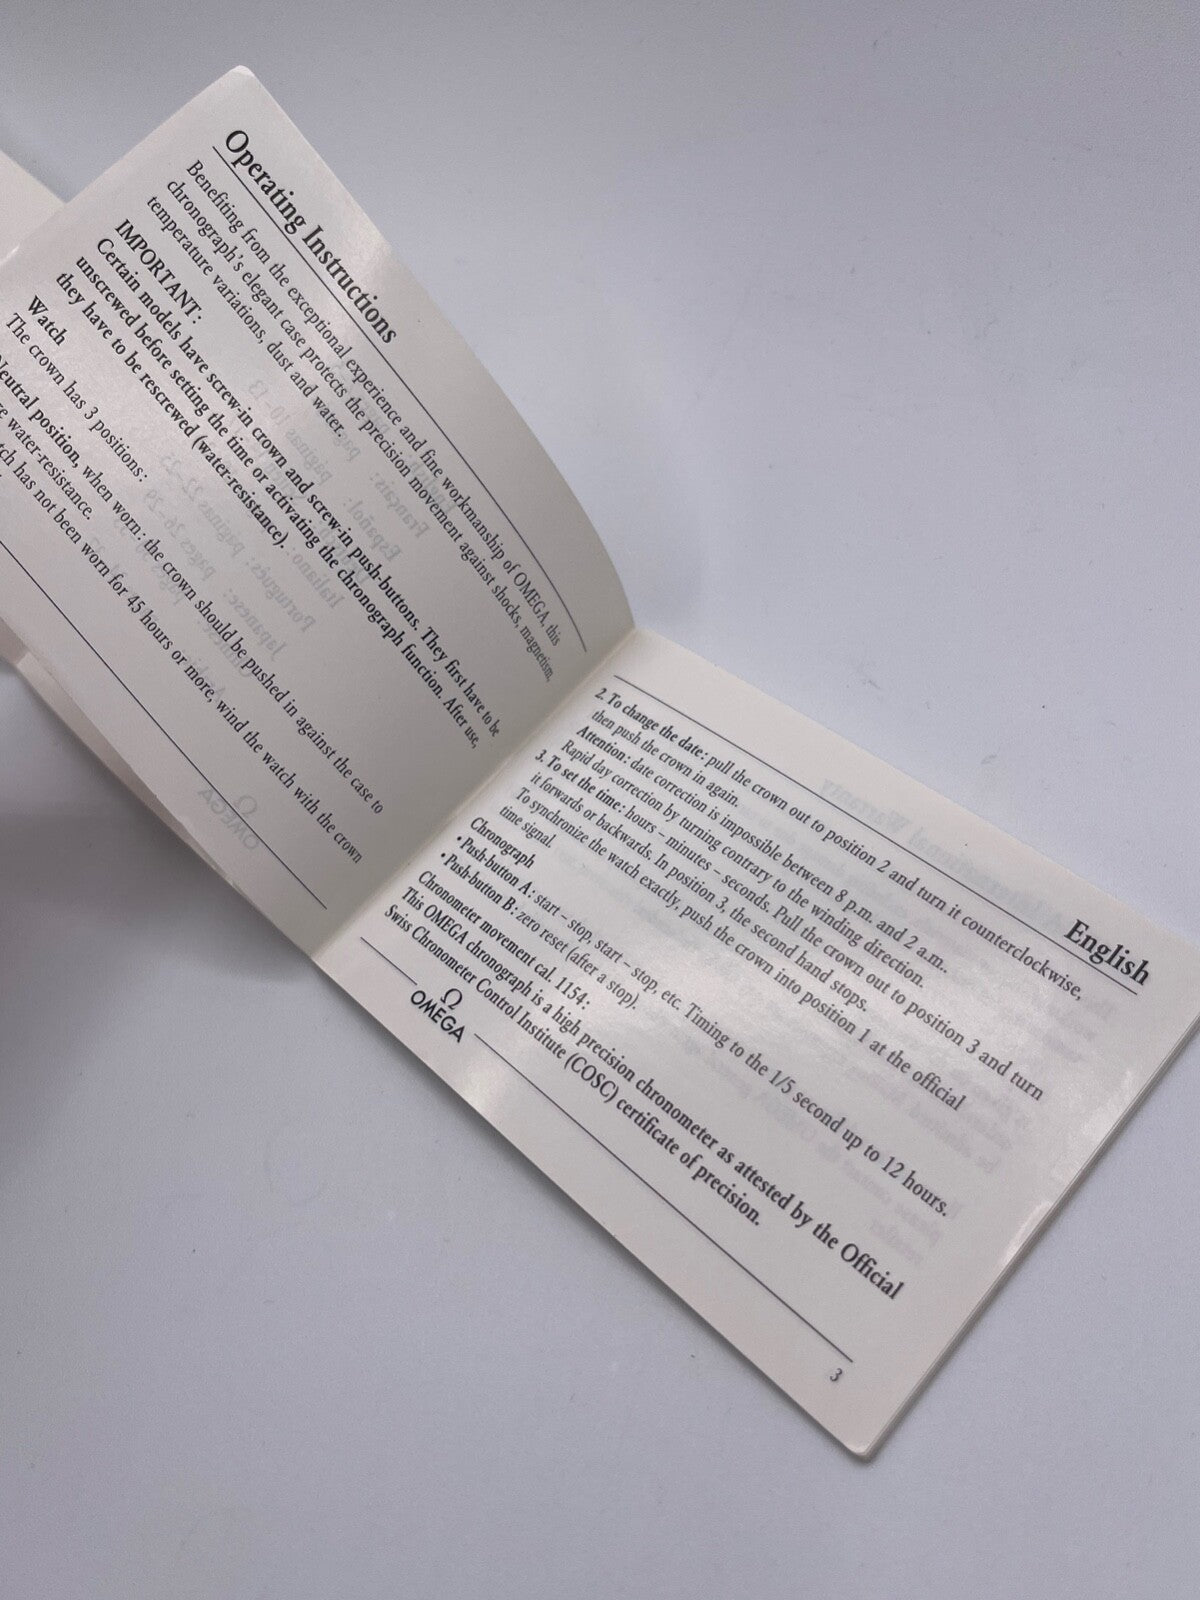 Operating Instructions
Benefiting from the exceptional experience and fine workmanship of OMEGA, this
chronograph's elegant case protects the precision movement against shocks, magnetism,
temperature variations, dust and water.
IMPORTANT:
Certain models have screw-in crown and screw-in push-buttons. They first have to be
unscrewed before setting the time or activating the chronograph function. After use,
they have to be rescrewed (water-resistance).
Watch
The crown has 3 positions:
Neutral position, when worn: the crown should be pushed in against the case to
water-resistance.
has not been worn for 45 hours or more, wind the watch with the crown
English
2. To change the date: pull the crown out to position 2 and turn it counterclockwise,
then push the crown in again.
Attention: date correction is impossible between 8 p.m. and 2 a.m..
Rapid day correction by turning contrary to the winding direction.
3. To set the time: hours – minutes – seconds. Pull the crown out to position 3 and turn
it forwards or backwards. In position 3, the second hand stops.
To synchronize the watch exactly, push the crown into position 1 at the official
time signal.
Chronograph
• Push-button A: start – stop, start – stop, etc. Timing to the 1/5 second up to 12 hours.
• Push-button B: zero reset (after a stop).
Chronometer movement cal. 1154:
This OMEGA chronograph is a high precision chronometer as attested by the Official
Swiss Chronometer Control Institute (COSC) certificate of precision.
Ω
OMEGA
3